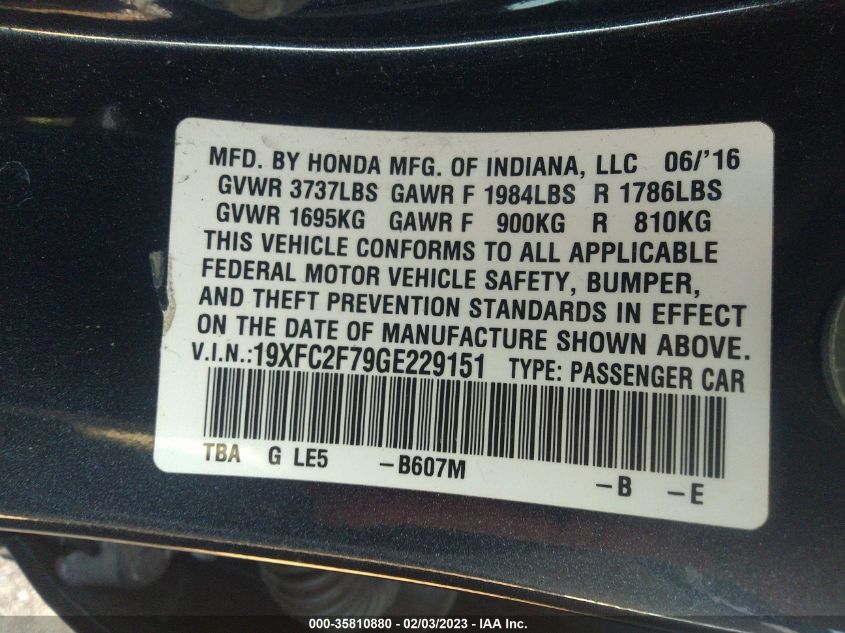 MFD. BY HONDA MFG. OF INDIANA, LLC 06/'16
GVWR 3737LBS GAWR F 1984LBS R 1786LBS
GVWR 1695KG GAWR F 900KG R 810KG
THIS VEHICLE CONFORMS TO ALL APPLICABLE
FEDERAL MOTOR VEHICLE SAFETY, BUMPER,
AND THEFT PREVENTION STANDARDS IN EFFECT
ON THE DATE OF MANUFACTURE SHOWN ABOVE.
V.I.N.:19XFC2F79GE229151 TYPE: PASSENGER CAR
TBA G LE5 -B607M -B -E
000-35810880 - 02/03/2023 - IAA Inc.